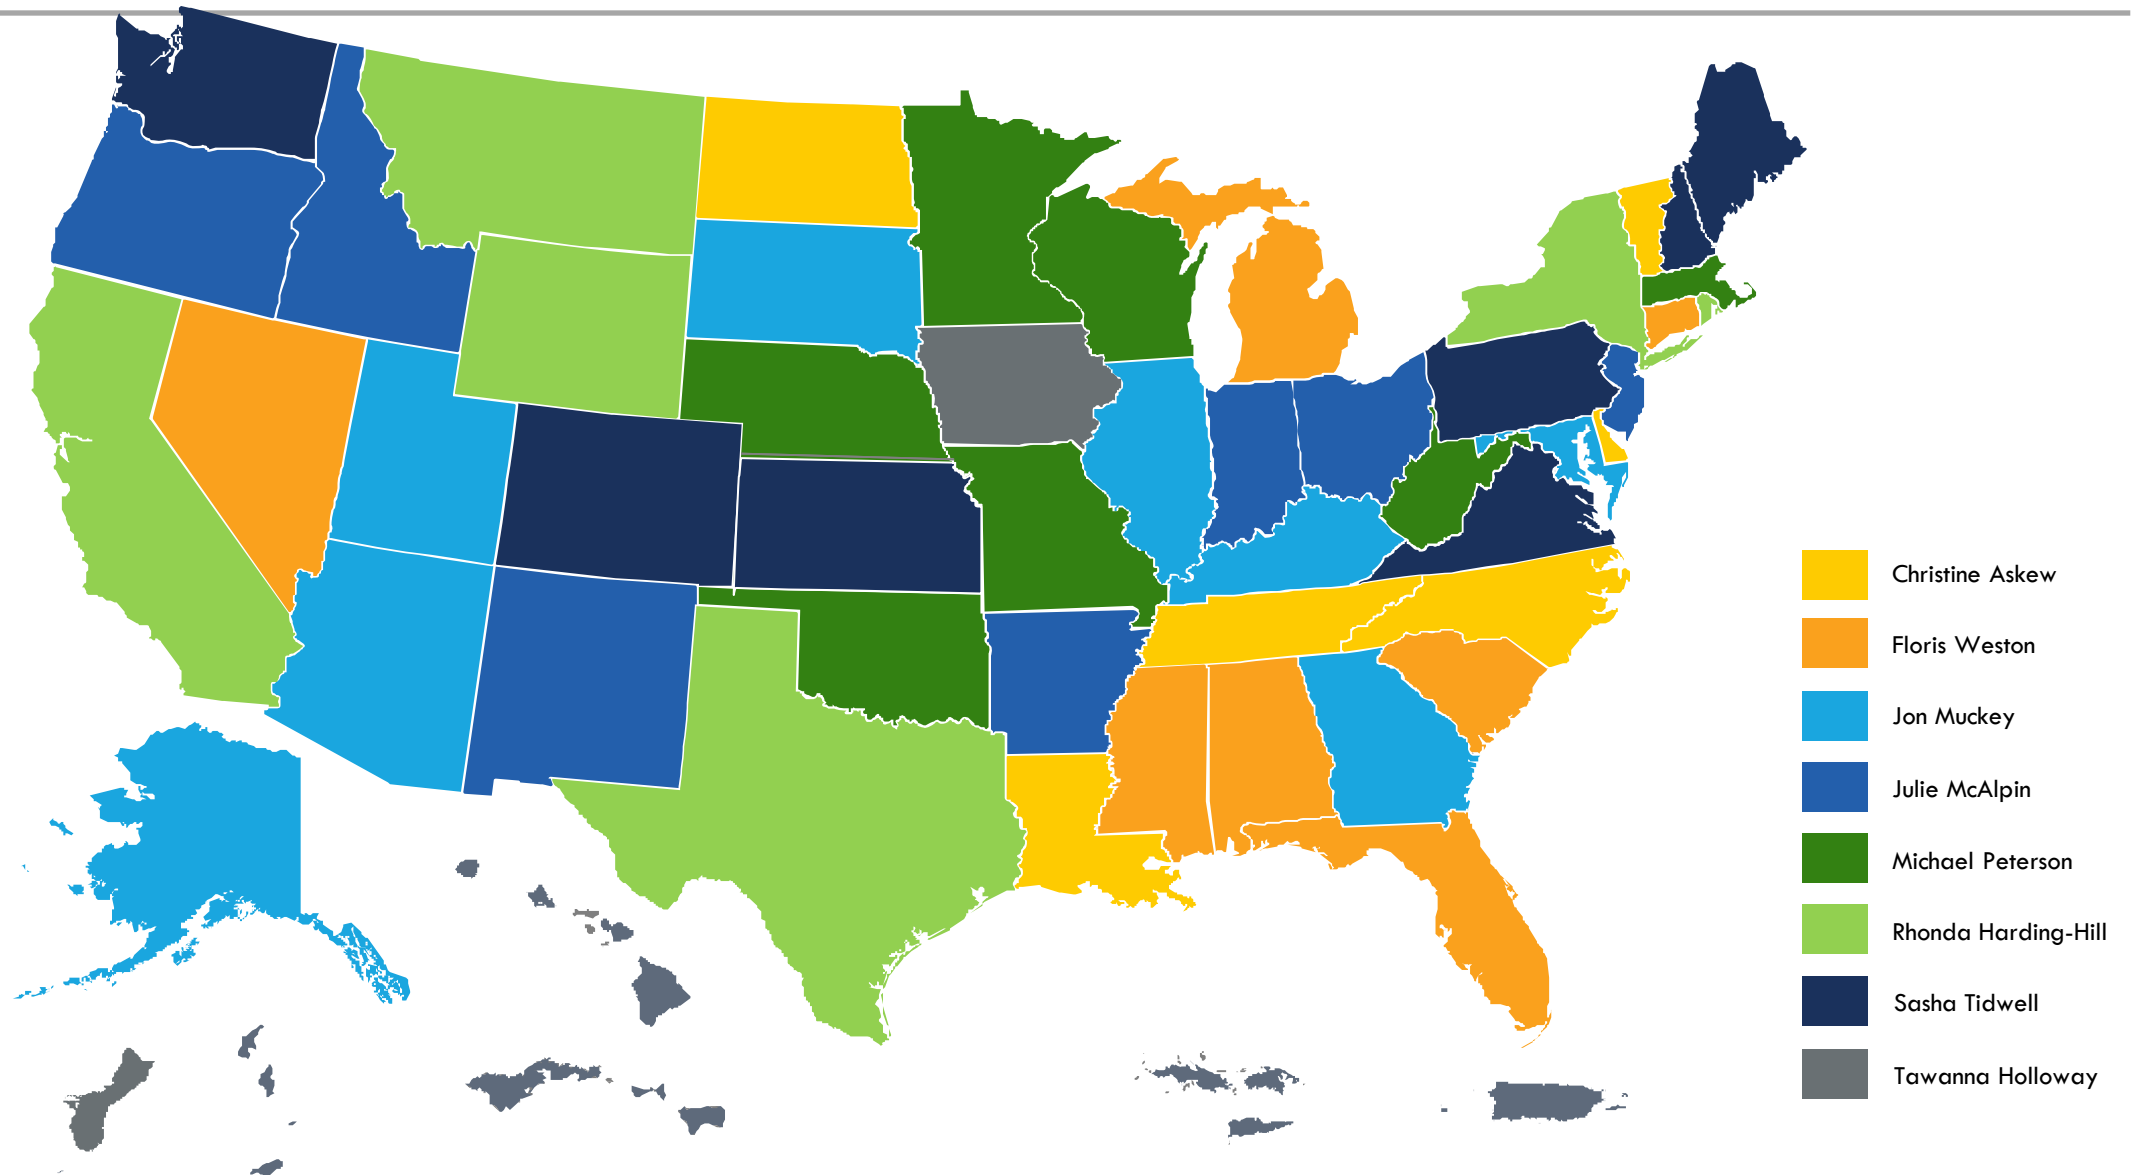 Christine Askew
Floris Weston
Jon Muckey
Julie McAlpin
Michael Peterson
Rhonda Harding-Hill
Sasha Tidwell
Tawanna Holloway